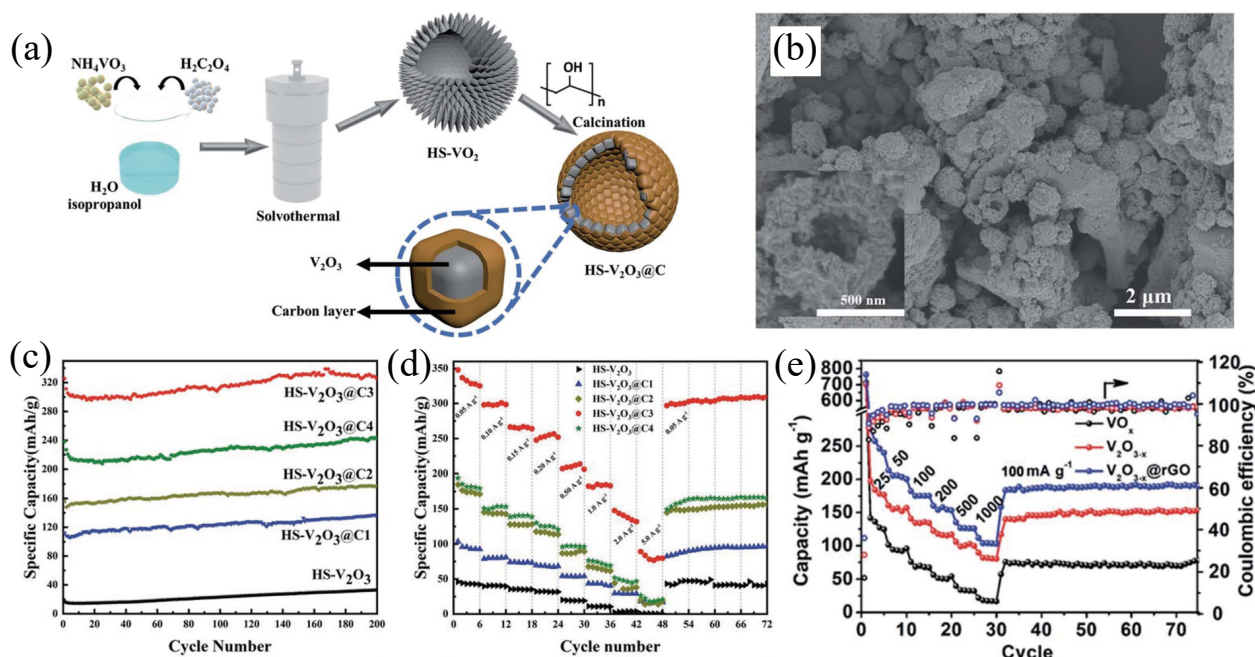 (a)
NH₄VO₃
H₂C₂O₄
H₂O
isopropanol
Solvothermal
HS-VO₂
OH
n
Calcination
HS-V₂O₃@C
V₂O₃
Carbon layer
(b)
500 nm
2 μm
(c)
Specific Capacity(mAh/g)
320
280
240
200
160
120
80
40
0
HS-V₂O₃@C3
HS-V₂O₃@C4
HS-V₂O₃@C2
HS-V₂O₃@C1
HS-V₂O₃
0 20 40 60 80 100 120 140 160 180 200
Cycle Number
(d)
Specific Capacity(mAh/g)
350
300
250
200
150
100
50
0
HS-V₂O₃
HS-V₂O₃@C1
HS-V₂O₃@C2
HS-V₂O₃@C3
HS-V₂O₃@C4
0.05 A g⁻¹
0.10 A g⁻¹
0.15 A g⁻¹
0.20 A g⁻¹
0.50 A g⁻¹
1.0 A g⁻¹
2.0 A g⁻¹
5.0 A g⁻¹
0.05 A g⁻¹
0 6 12 18 24 30 36 42 48 54 60 66 72
Cycle number
(e)
Capacity (mAh g⁻¹)
800
700
600
250
200
150
100
50
0
25
50
100
200
500
1000
100 mA g⁻¹
VOₓ
V₂O₃₋ₓ
V₂O₃₋ₓ@rGO
120
100
80
60
40
20
0
Coulombic efficiency (%)
0 10 20 30 40 50 60 70
Cycle